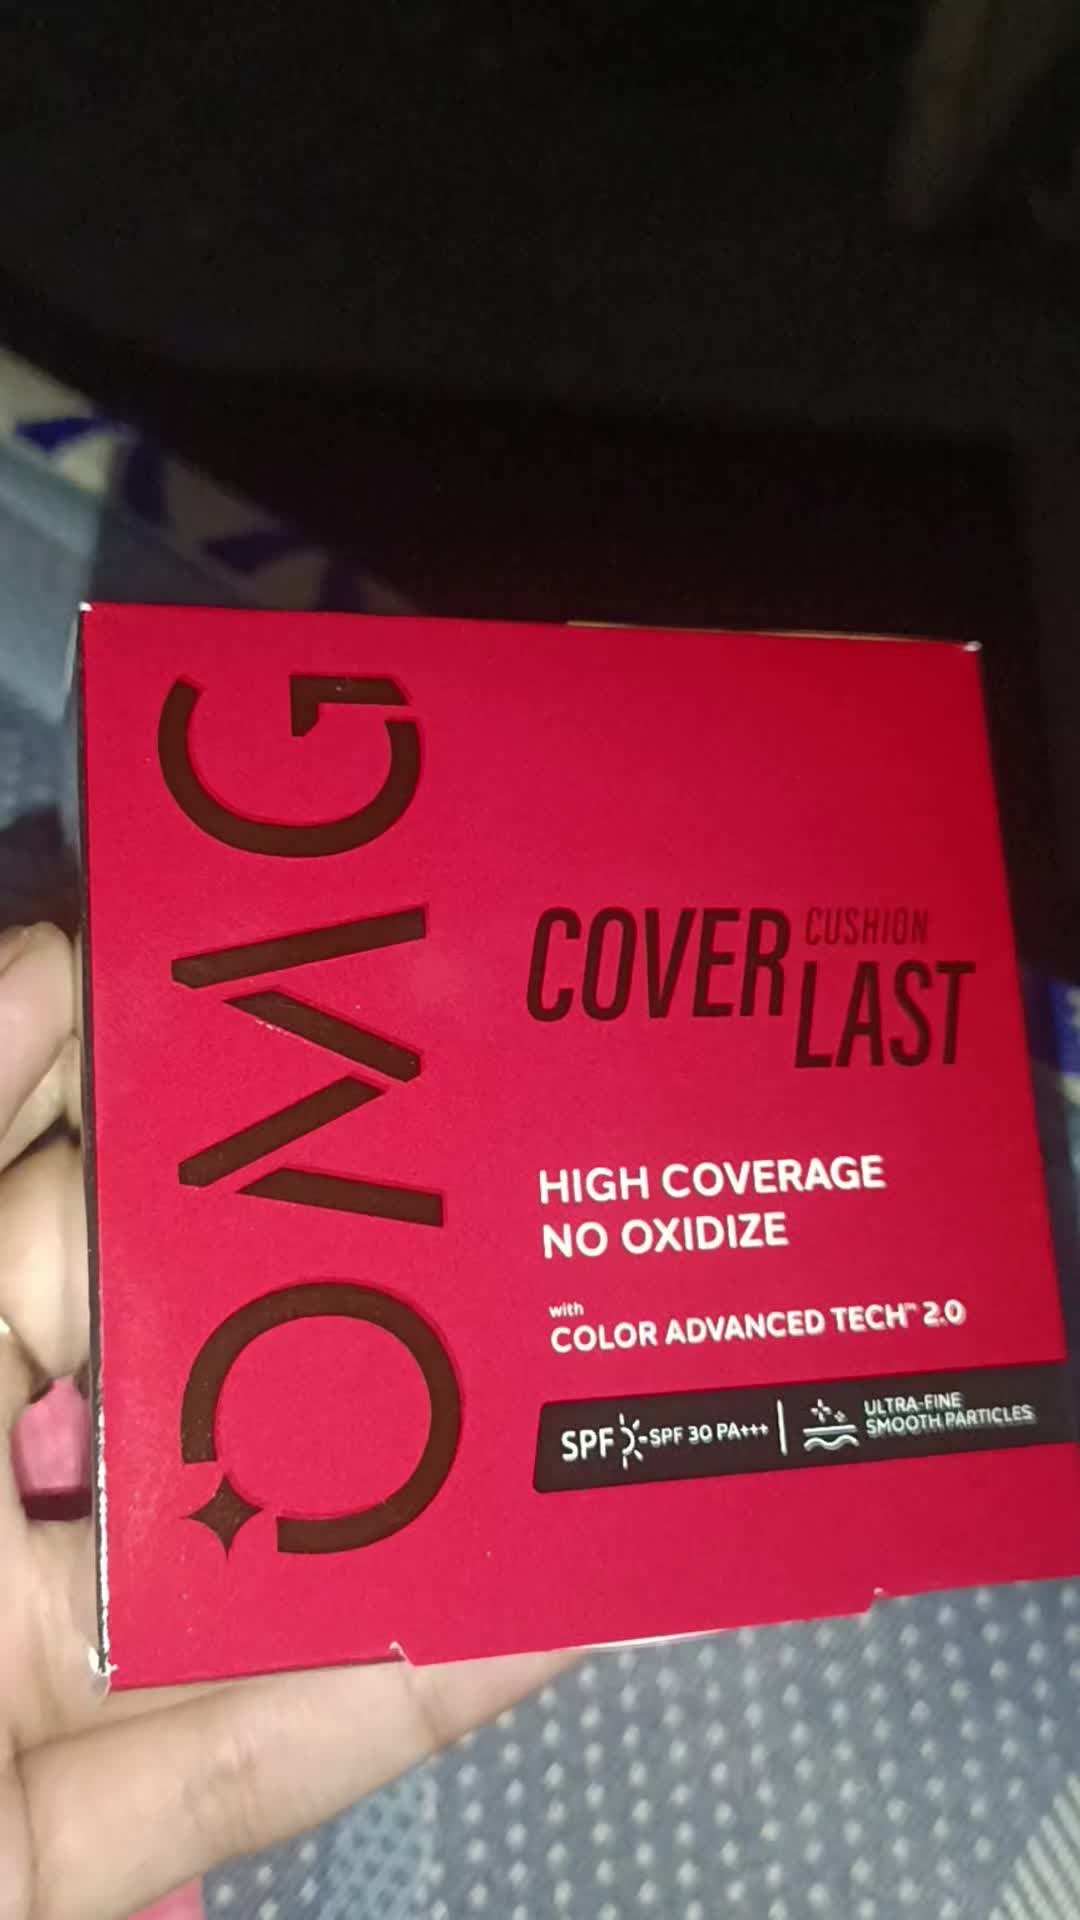 OMG
COVER CUSHION
LAST
HIGH COVERAGE
NO OXIDIZE
with
COLOR ADVANCED TECH™ 2.0
SPF SPF 30 PA+++ | ULTRA-FINE
SMOOTH PARTICLES